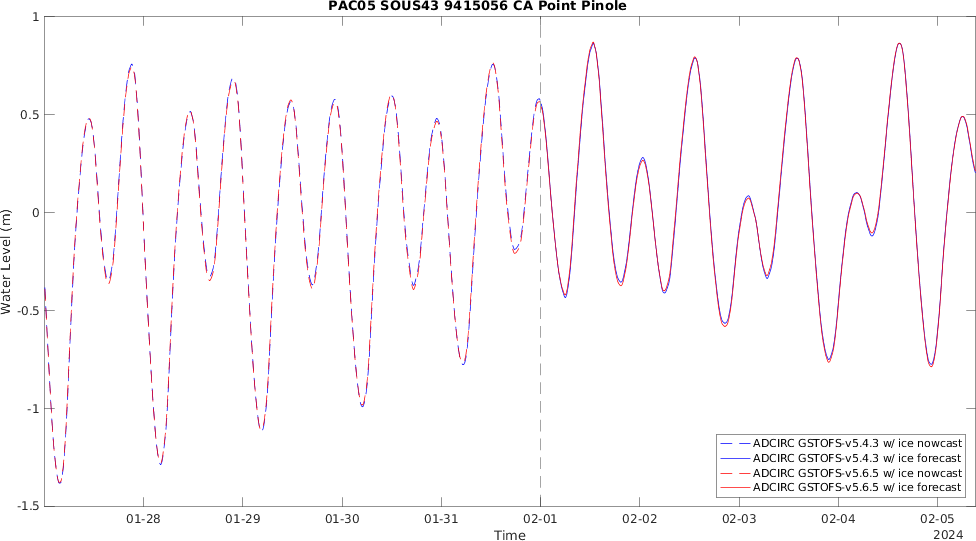 PAC05 SOUS43 9415056 CA Point Pinole
1
0.5
0
-0.5
-1
-1.5
Water Level (m)
01-28
01-29
01-30
01-31
02-01
02-02
02-03
02-04
02-05
Time
2024
ADCIRC GSTOFS-v5.4.3 w/ ice nowcast
ADCIRC GSTOFS-v5.4.3 w/ ice forecast
ADCIRC GSTOFS-v5.6.5 w/ ice nowcast
ADCIRC GSTOFS-v5.6.5 w/ ice forecast